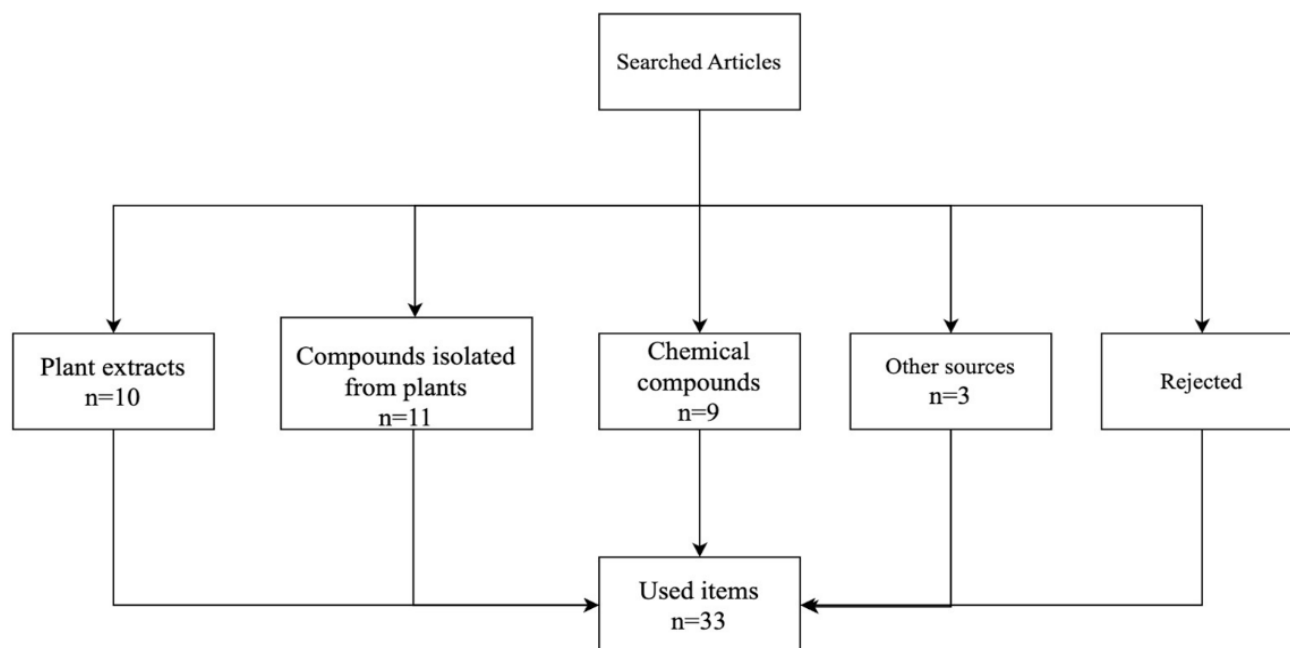 Searched Articles
Plant extracts
n=10
Compounds isolated
from plants
n=11
Chemical
compounds
n=9
Other sources
n=3
Rejected
Used items
n=33